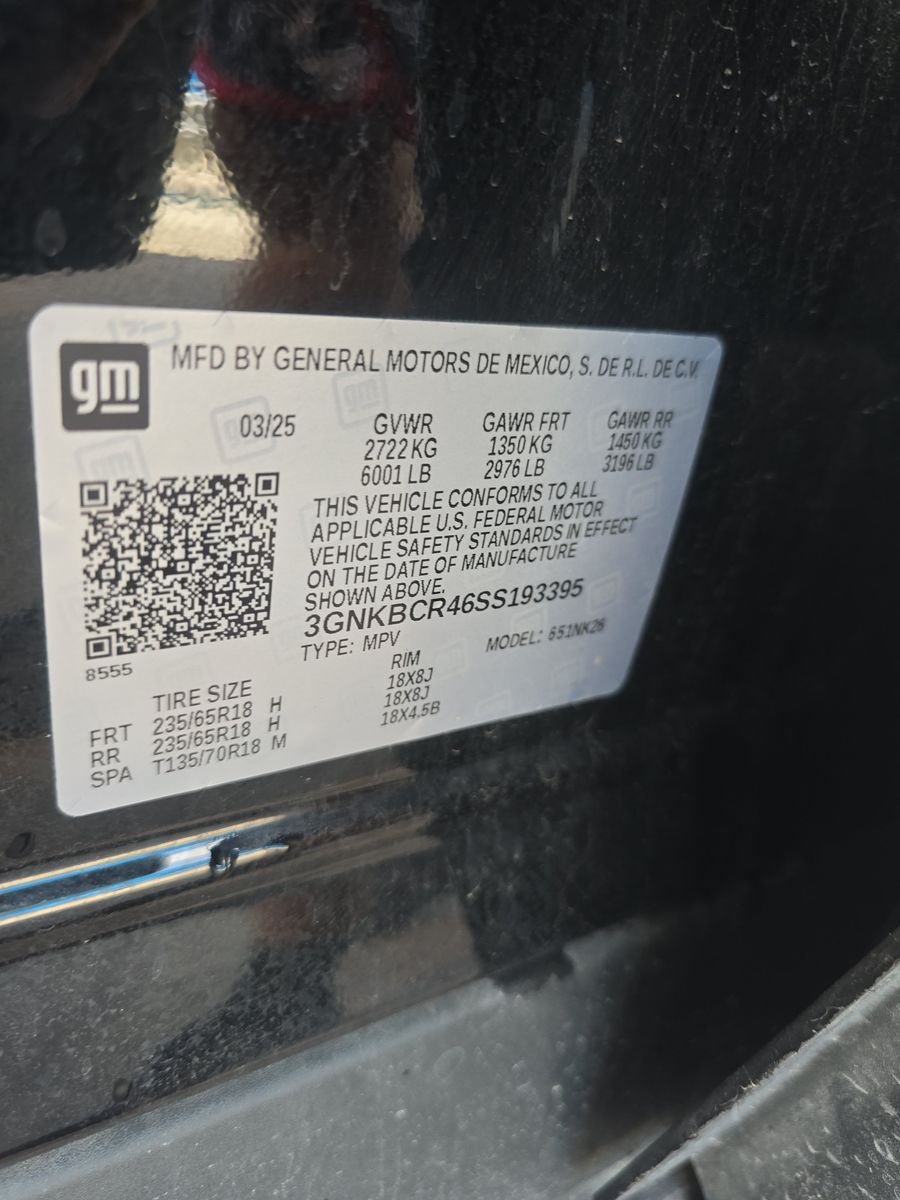 gm MFD BY GENERAL MOTORS DE MEXICO, S. DE R.L. DE C.V.
03/25 GVWR GAWR FRT GAWR RR
2722 KG 1350 KG 1450 KG
6001 LB 2976 LB 3196 LB
THIS VEHICLE CONFORMS TO ALL
APPLICABLE U.S. FEDERAL MOTOR
VEHICLE SAFETY STANDARDS IN EFFECT
ON THE DATE OF MANUFACTURE
SHOWN ABOVE.
3GNKBCR46SS193395
8555 TYPE: MPV MODEL: 651NK26
TIRE SIZE RIM
FRT 235/65R18 H 18X8J
RR 235/65R18 H 18X8J
SPA T135/70R18 M 18X4.5B